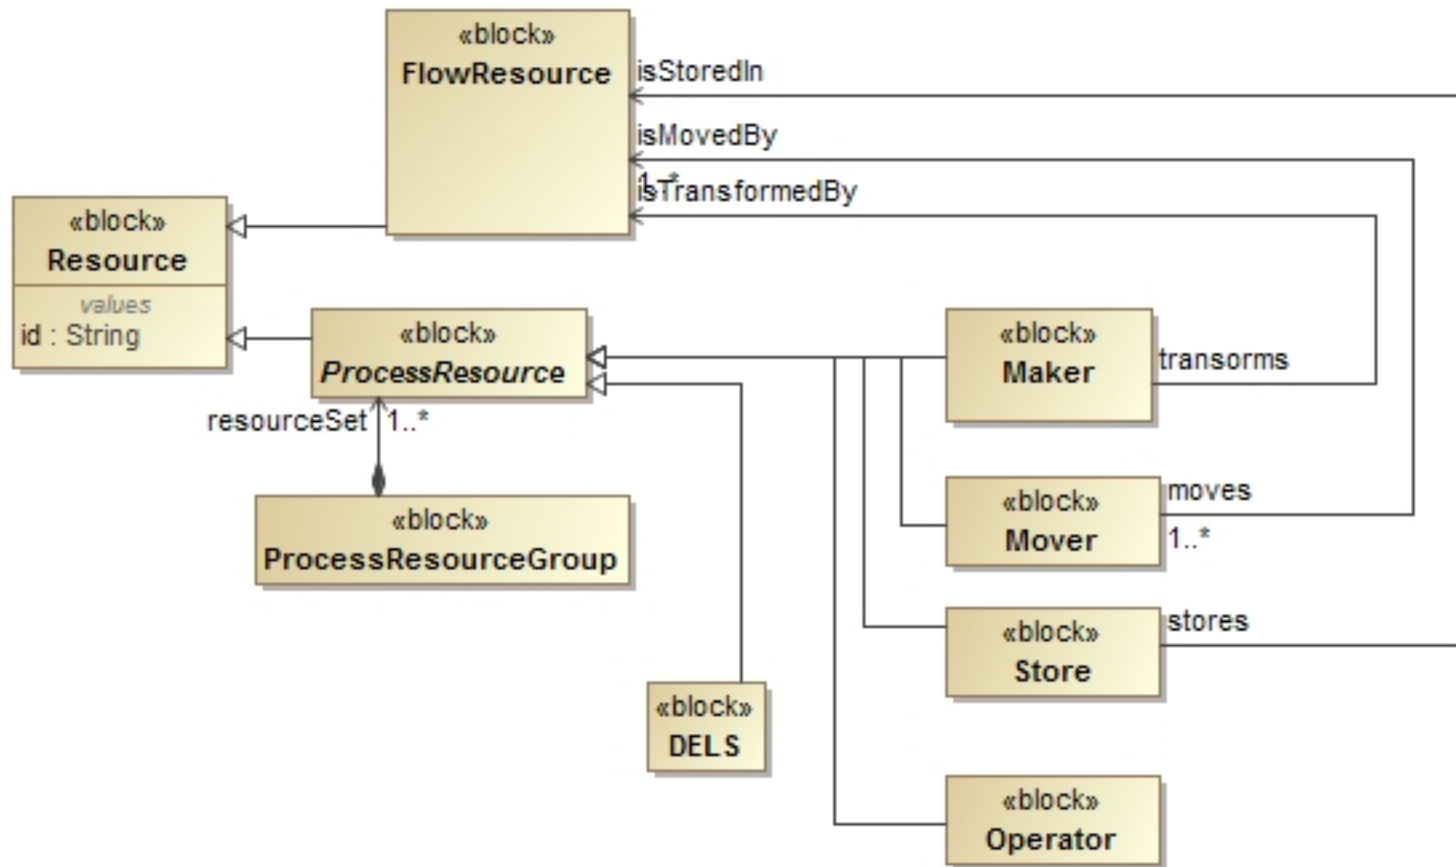 «block»
FlowResource
isStoredIn
isMovedBy
1..*
isTransformedBy
«block»
Resource
values
id : String
«block»
ProcessResource
resourceSet 1..*
«block»
ProcessResourceGroup
«block»
Maker
transorms
«block»
Mover
moves
1..*
«block»
Store
stores
«block»
DELS
«block»
Operator